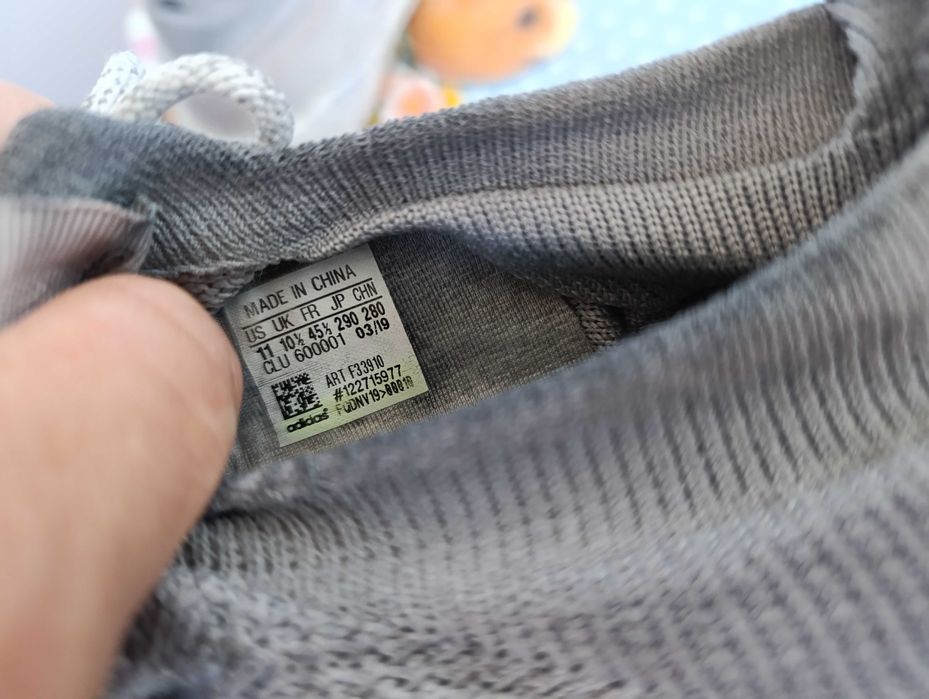 MADE IN CHINA
US UK FR JP CHN
11 10½ 45⅓ 290 280
CLU 600001 03/19
ART F33910
#122715977
adidas